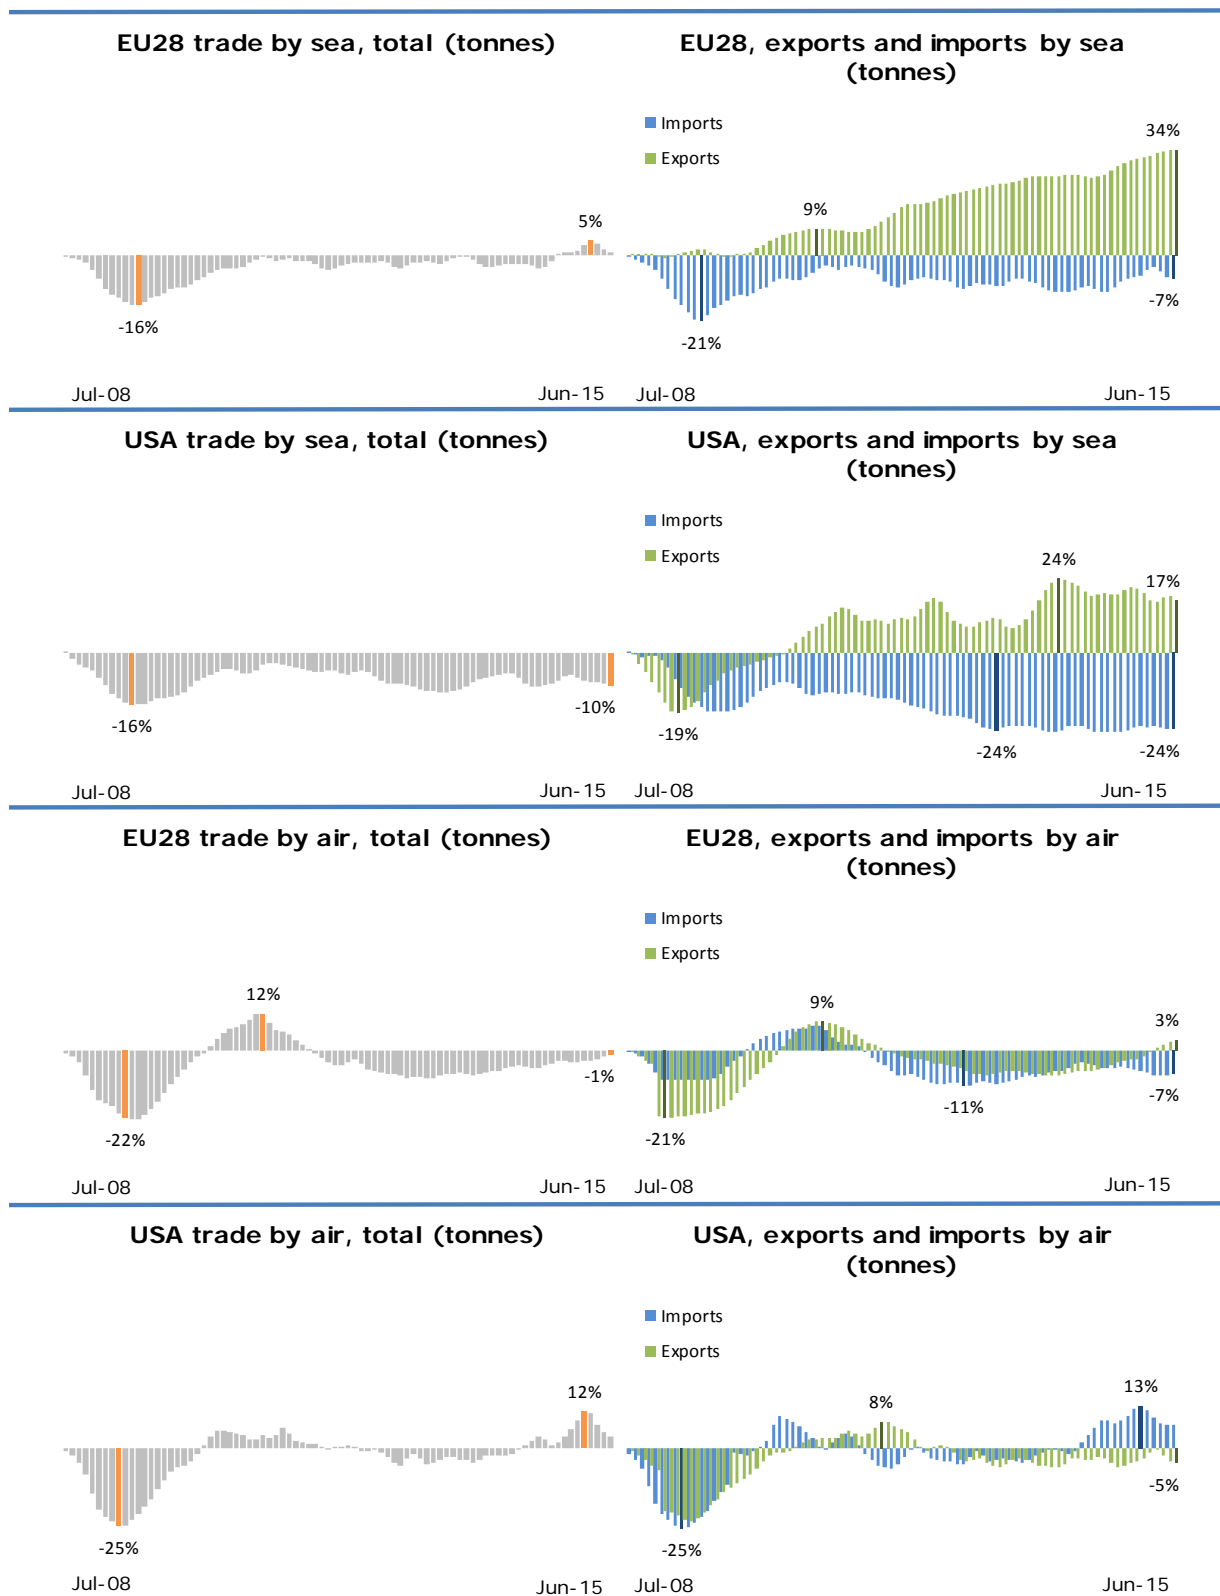 EU28 trade by sea, total (tonnes)
5%
-16%
Jul-08
Jun-15
EU28, exports and imports by sea
(tonnes)
Imports
Exports
34%
9%
-7%
-21%
Jul-08
Jun-15
USA trade by sea, total (tonnes)
-16%
-10%
Jul-08
Jun-15
USA, exports and imports by sea
(tonnes)
Imports
Exports
24%
17%
-19%
-24%
-24%
Jul-08
Jun-15
EU28 trade by air, total (tonnes)
12%
-1%
-22%
Jul-08
Jun-15
EU28, exports and imports by air
(tonnes)
Imports
Exports
9%
3%
-7%
-11%
-21%
Jul-08
Jun-15
USA trade by air, total (tonnes)
12%
-25%
Jul-08
Jun-15
USA, exports and imports by air
(tonnes)
Imports
Exports
13%
8%
-5%
-25%
Jul-08
Jun-15